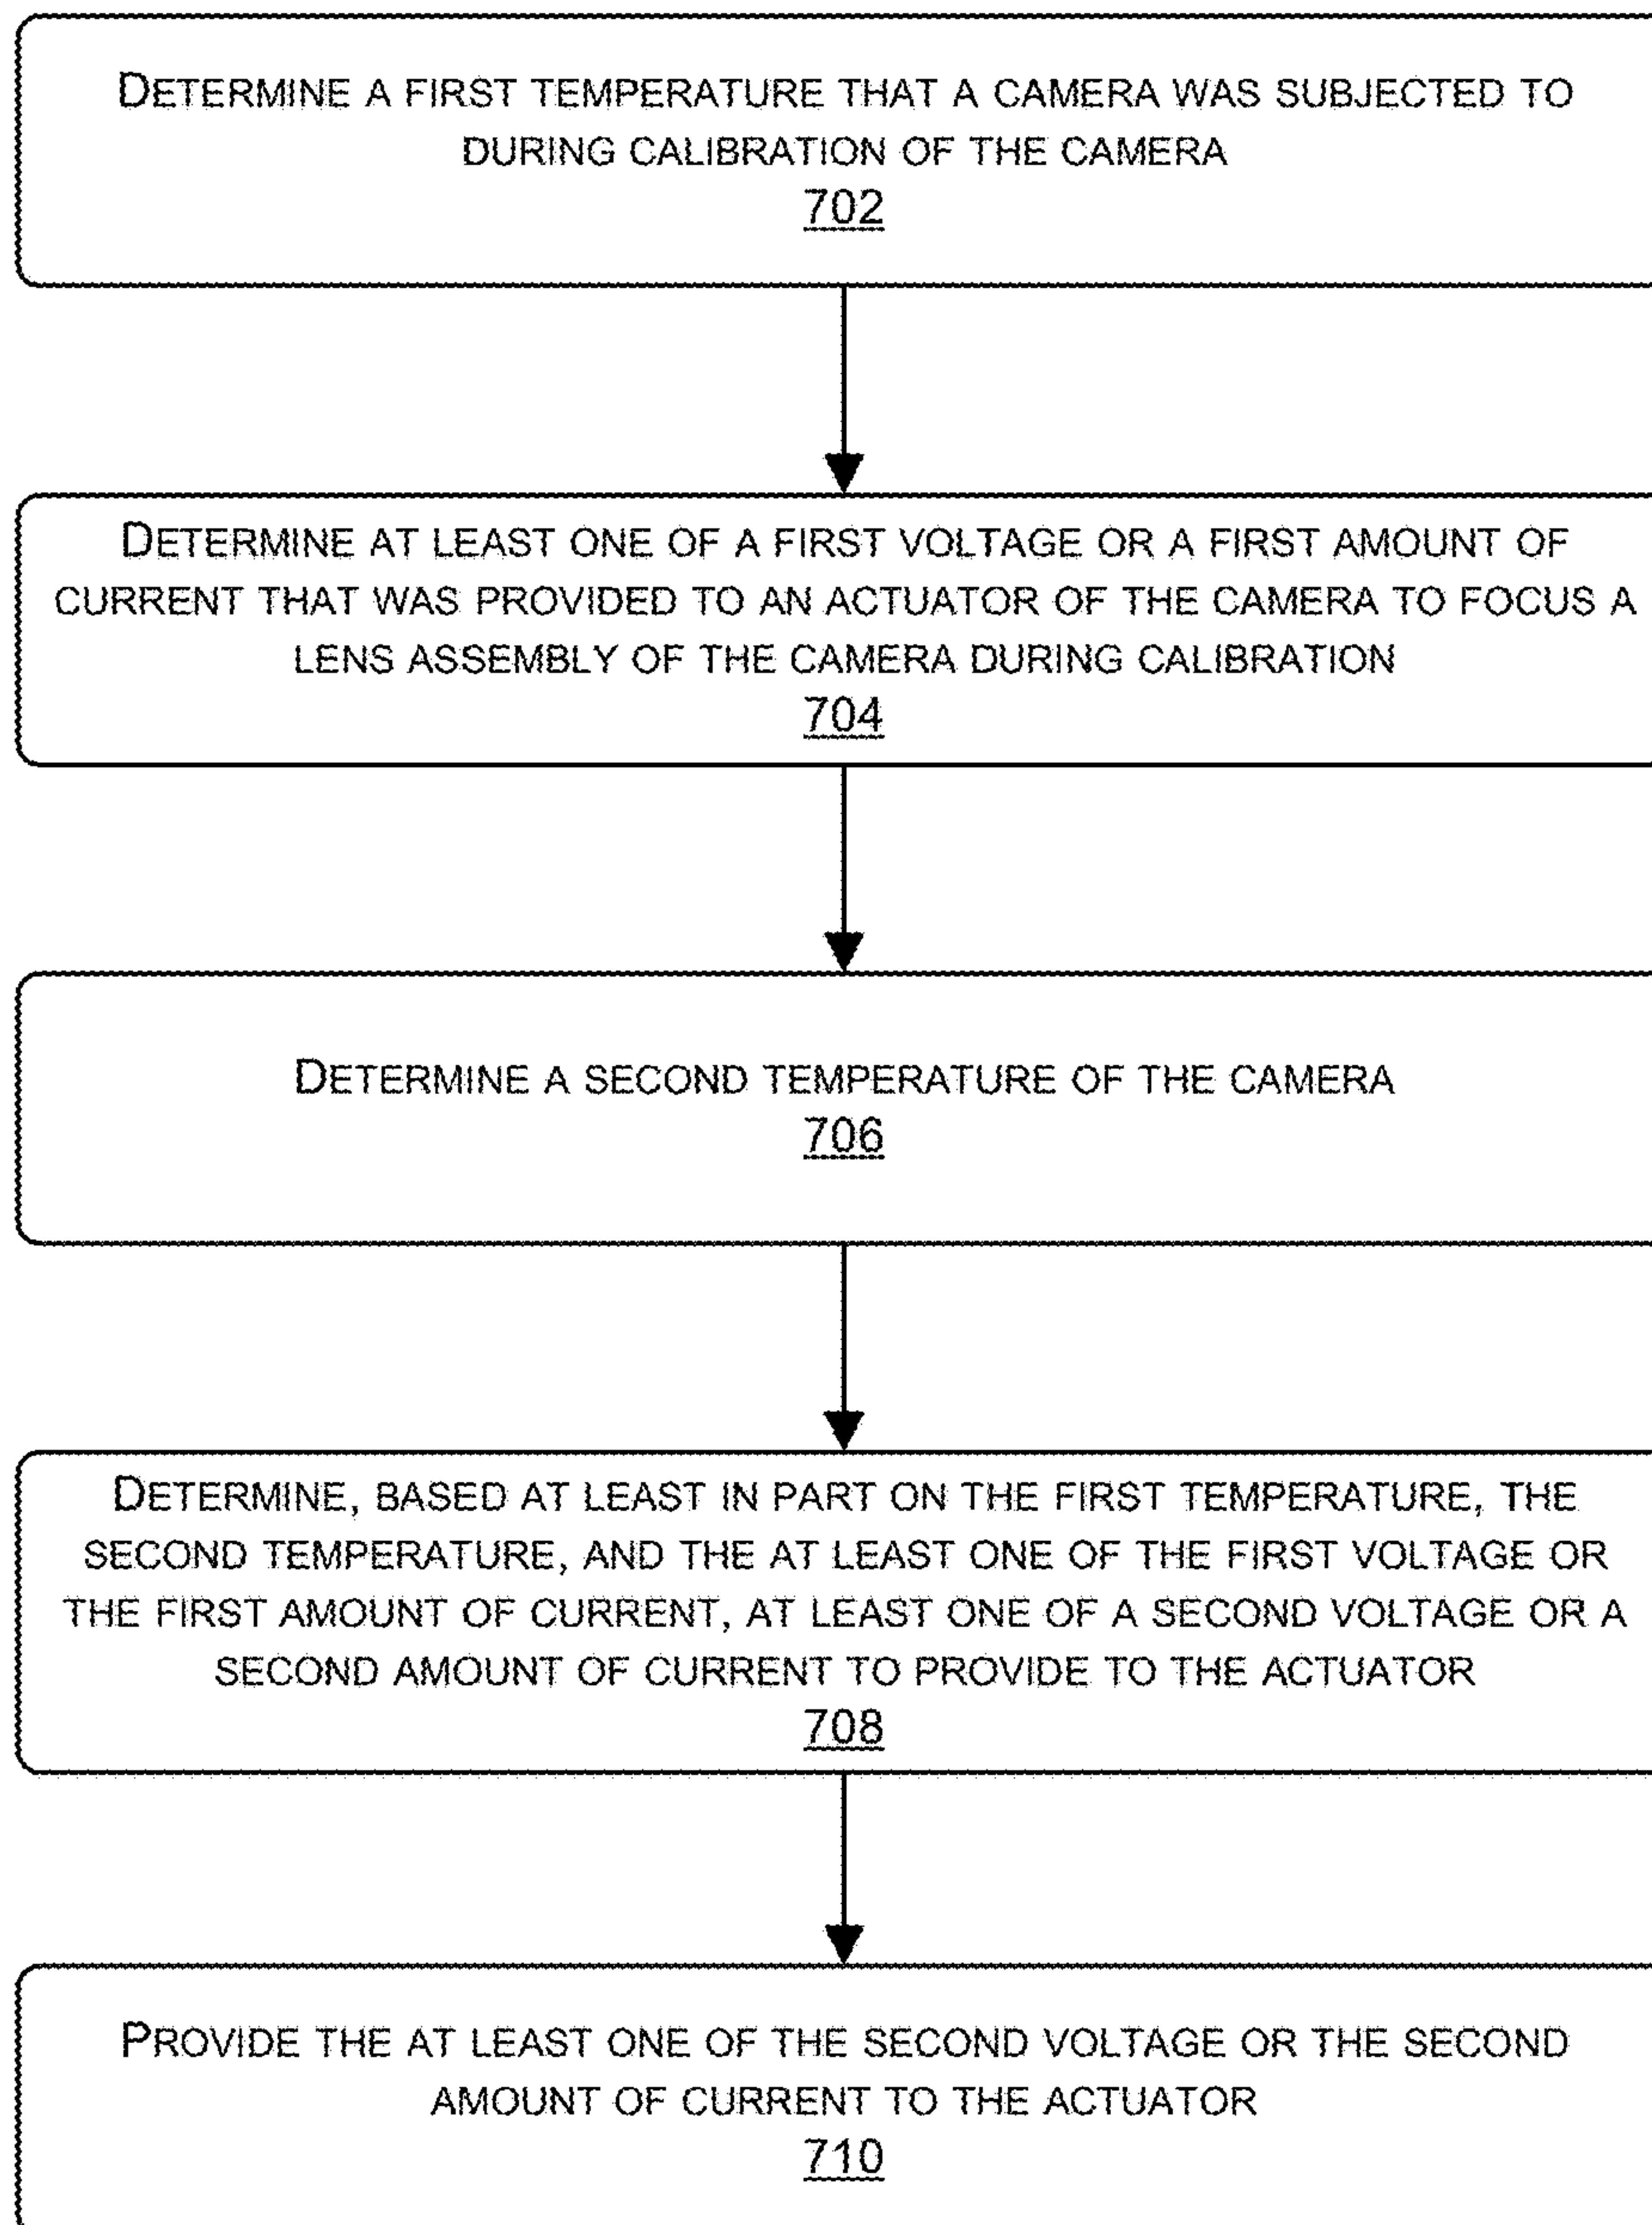 DETERMINE A FIRST TEMPERATURE THAT A CAMERA WAS SUBJECTED TO
DURING CALIBRATION OF THE CAMERA
702
DETERMINE AT LEAST ONE OF A FIRST VOLTAGE OR A FIRST AMOUNT OF
CURRENT THAT WAS PROVIDED TO AN ACTUATOR OF THE CAMERA TO FOCUS A
LENS ASSEMBLY OF THE CAMERA DURING CALIBRATION
704
DETERMINE A SECOND TEMPERATURE OF THE CAMERA
706
DETERMINE, BASED AT LEAST IN PART ON THE FIRST TEMPERATURE, THE
SECOND TEMPERATURE, AND THE AT LEAST ONE OF THE FIRST VOLTAGE OR
THE FIRST AMOUNT OF CURRENT, AT LEAST ONE OF A SECOND VOLTAGE OR A
SECOND AMOUNT OF CURRENT TO PROVIDE TO THE ACTUATOR
708
PROVIDE THE AT LEAST ONE OF THE SECOND VOLTAGE OR THE SECOND
AMOUNT OF CURRENT TO THE ACTUATOR
710